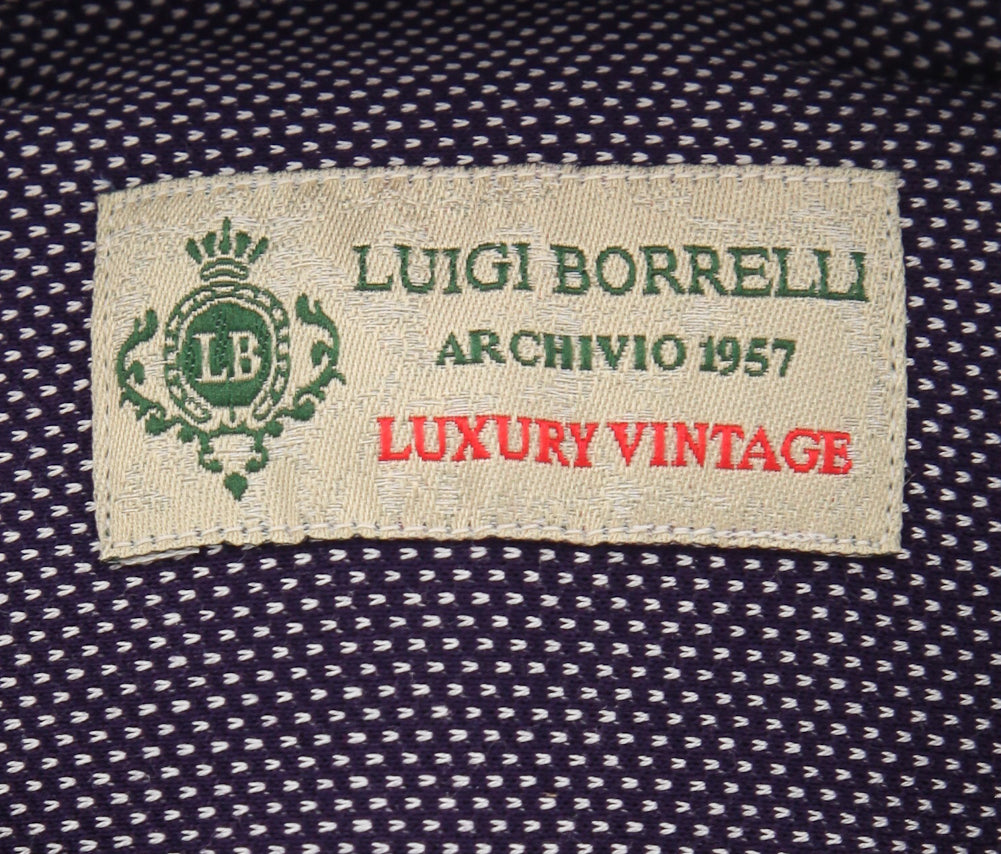 LB
LUIGI BORRELLI
ARCHIVIO 1957
LUXURY VINTAGE